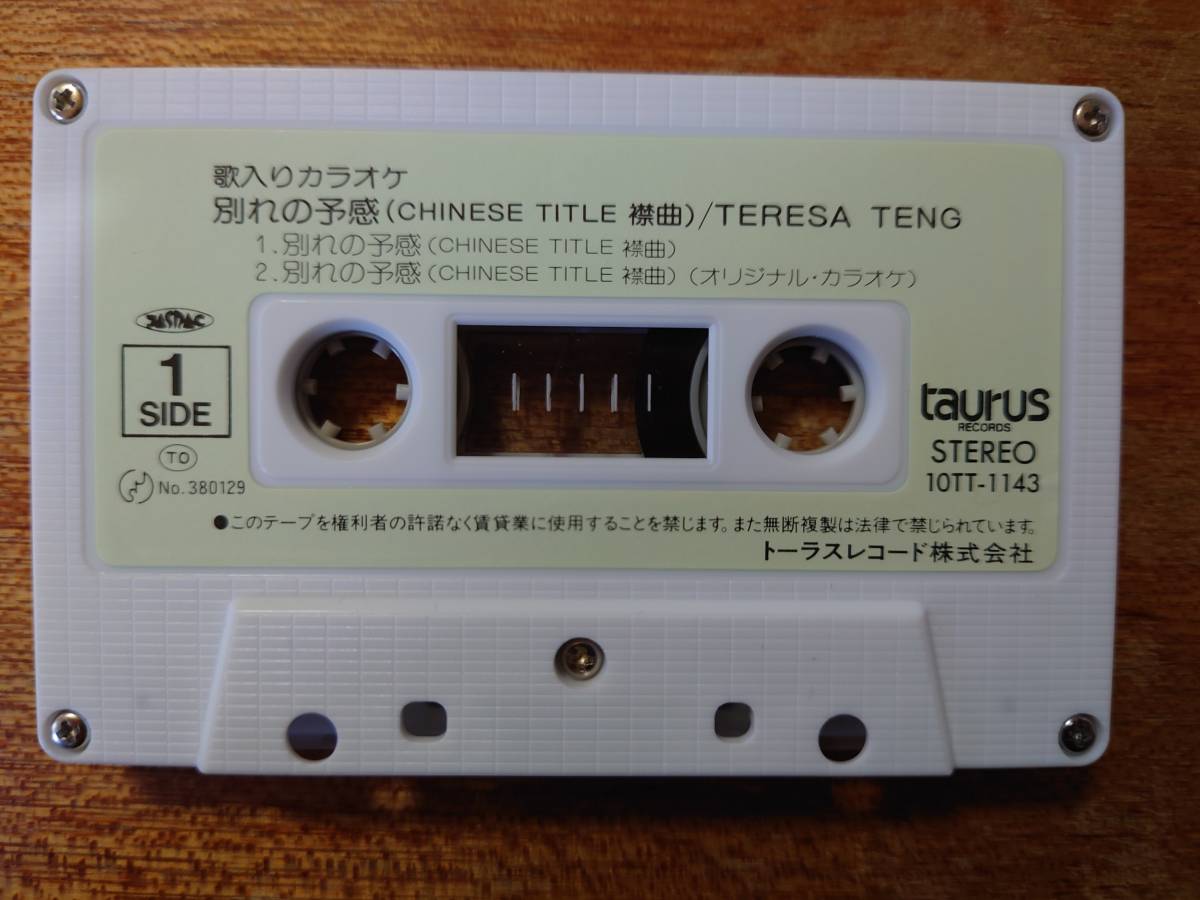 歌入りカラオケ
別れの予感(CHINESE TITLE 襟曲)/TERESA TENG
1.別れの予感(CHINESE TITLE 襟曲)
2.別れの予感(CHINESE TITLE 襟曲)(オリジナル・カラオケ)
JASRAC
1
SIDE
TO
No.380129
taurus
RECORDS
STEREO
10TT-1143
●このテープを権利者の許諾なく賃貸業に使用することを禁じます。また無断複製は法律で禁じられています。
トーラスレコード株式会社